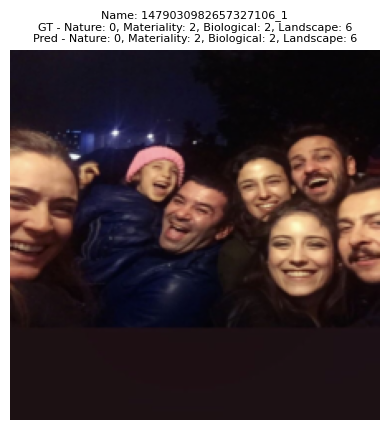 Name: 1479030982657327106_1
GT - Nature: 0, Materiality: 2, Biological: 2, Landscape: 6
Pred - Nature: 0, Materiality: 2, Biological: 2, Landscape: 6